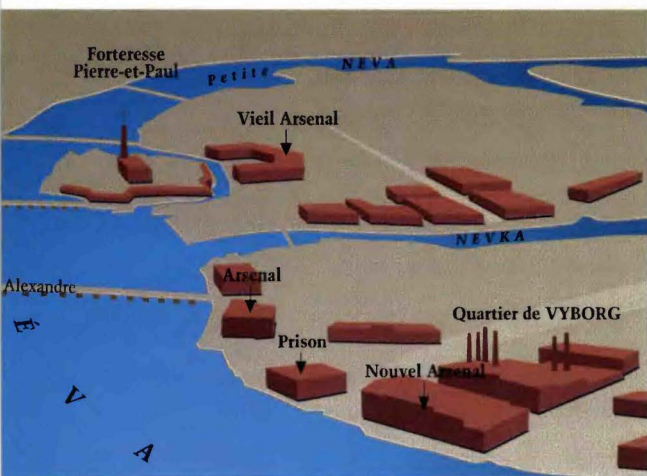 Forteresse
Pierre-et-Paul
Petite NEVA
Vieil Arsenal
NEVKA
Alexandre
Arsenal
Quartier de VYBORG
Prison
Nouvel Arsenal
É V A